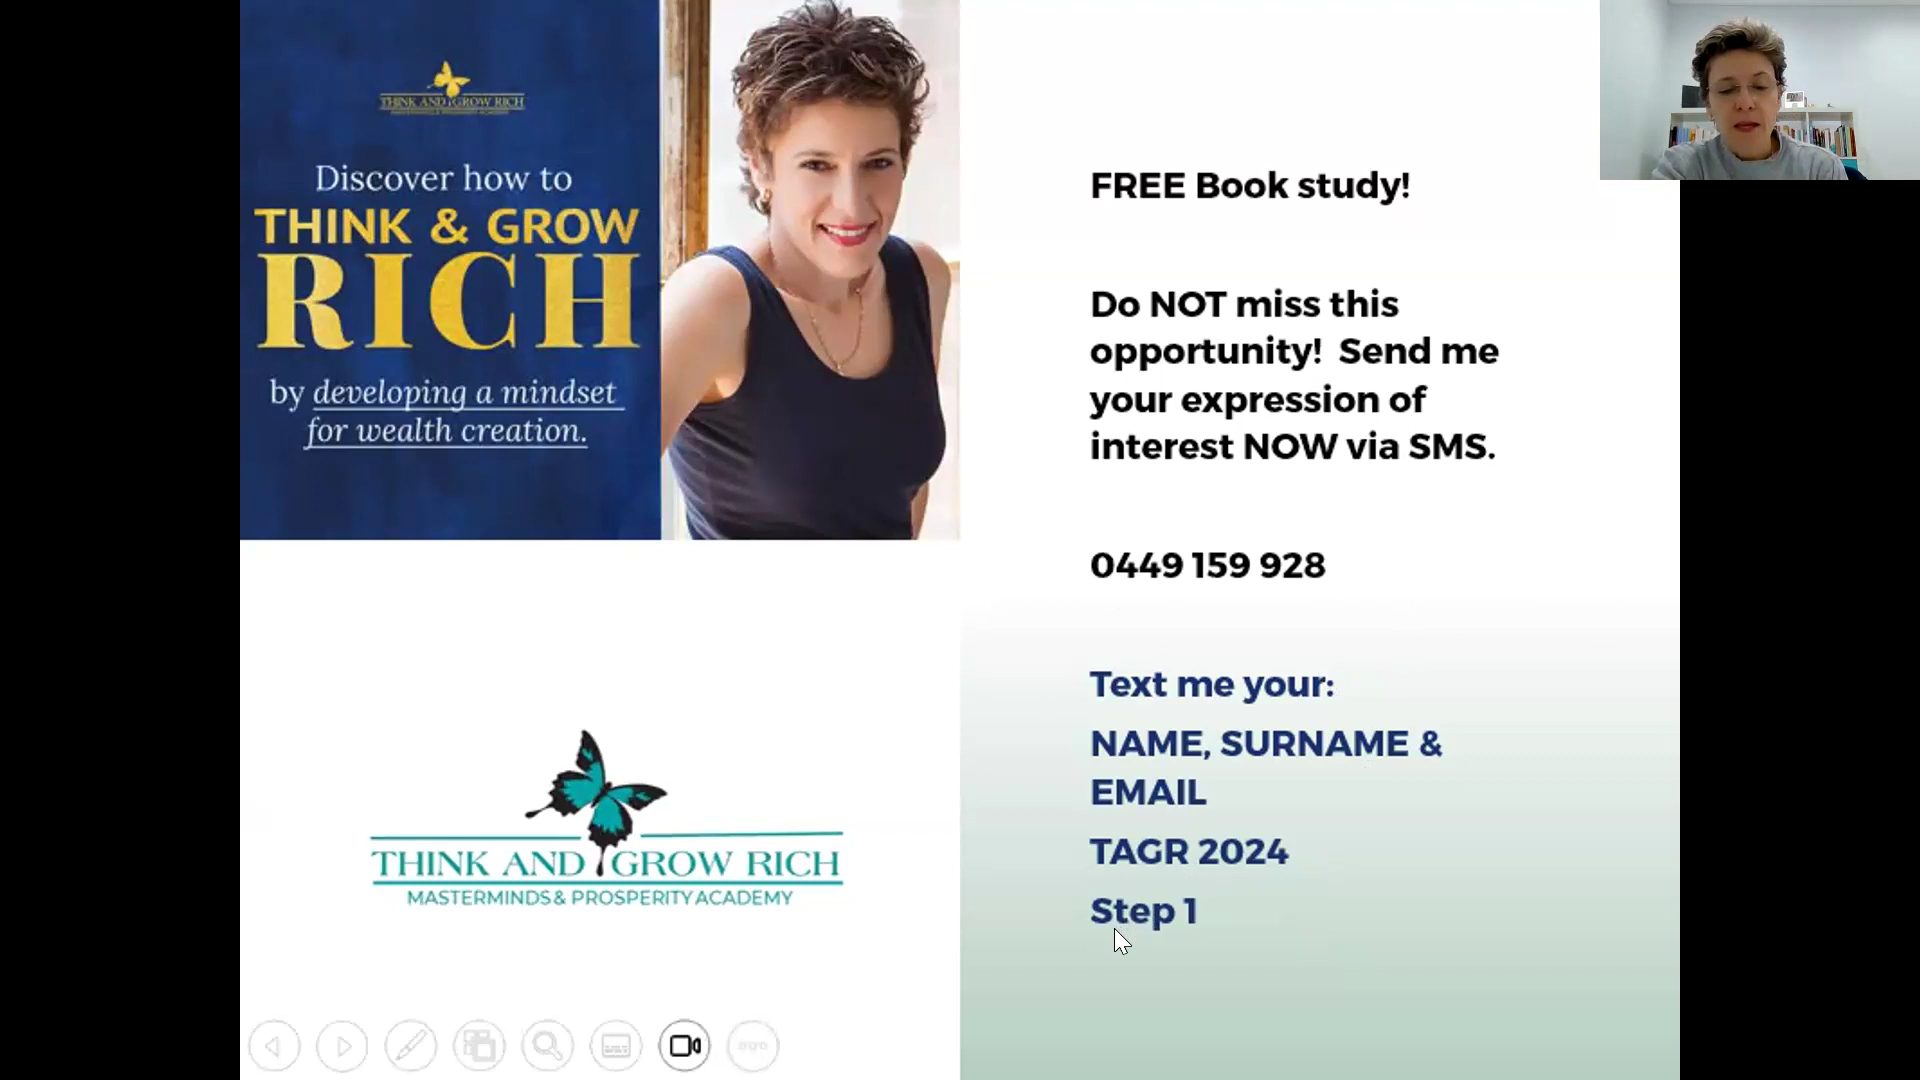 THINK AND GROW RICH
Discover how to
THINK & GROW
RICH
by developing a mindset
for wealth creation.
THINK AND GROW RICH
MASTERMINDS & PROSPERITY ACADEMY
FREE Book study!
Do NOT miss this
opportunity! Send me
your expression of
interest NOW via SMS.
0449 159 928
Text me your:
NAME, SURNAME &
EMAIL
TAGR 2024
Step 1